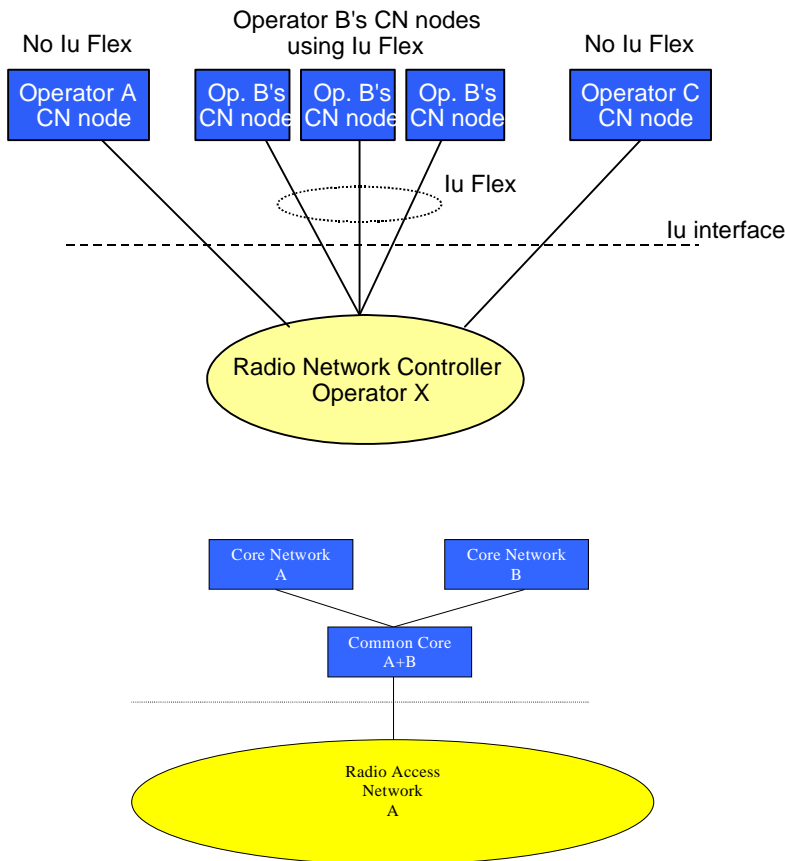 Operator B's CN nodes
using Iu Flex
No Iu Flex
No Iu Flex
Operator A
CN node
Op. B's
CN node
Op. B's
CN node
Op. B's
CN node
Operator C
CN node
Iu Flex
Iu interface
Radio Network Controller
Operator X
Core Network
A
Core Network
B
Common Core
A+B
Radio Access
Network
A